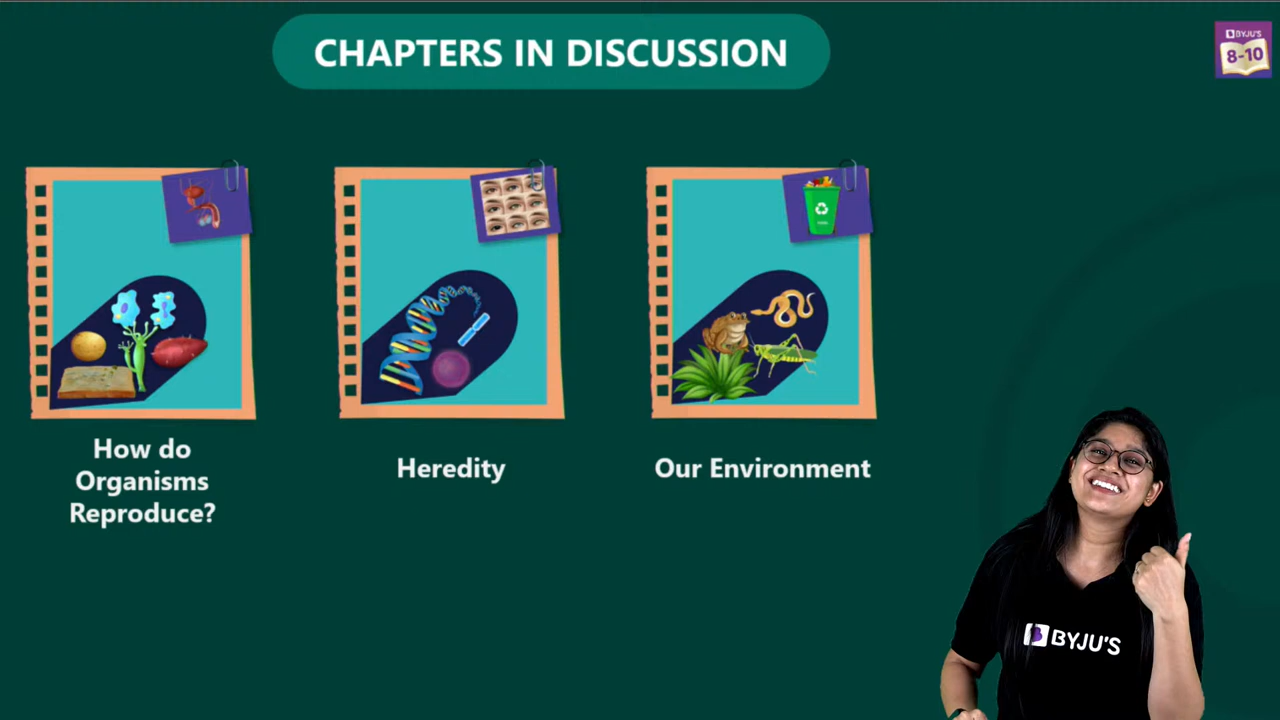 CHAPTERS IN DISCUSSION
BYJU'S
8-10
How do
Organisms
Reproduce?
Heredity
Our Environment
BYJU'S